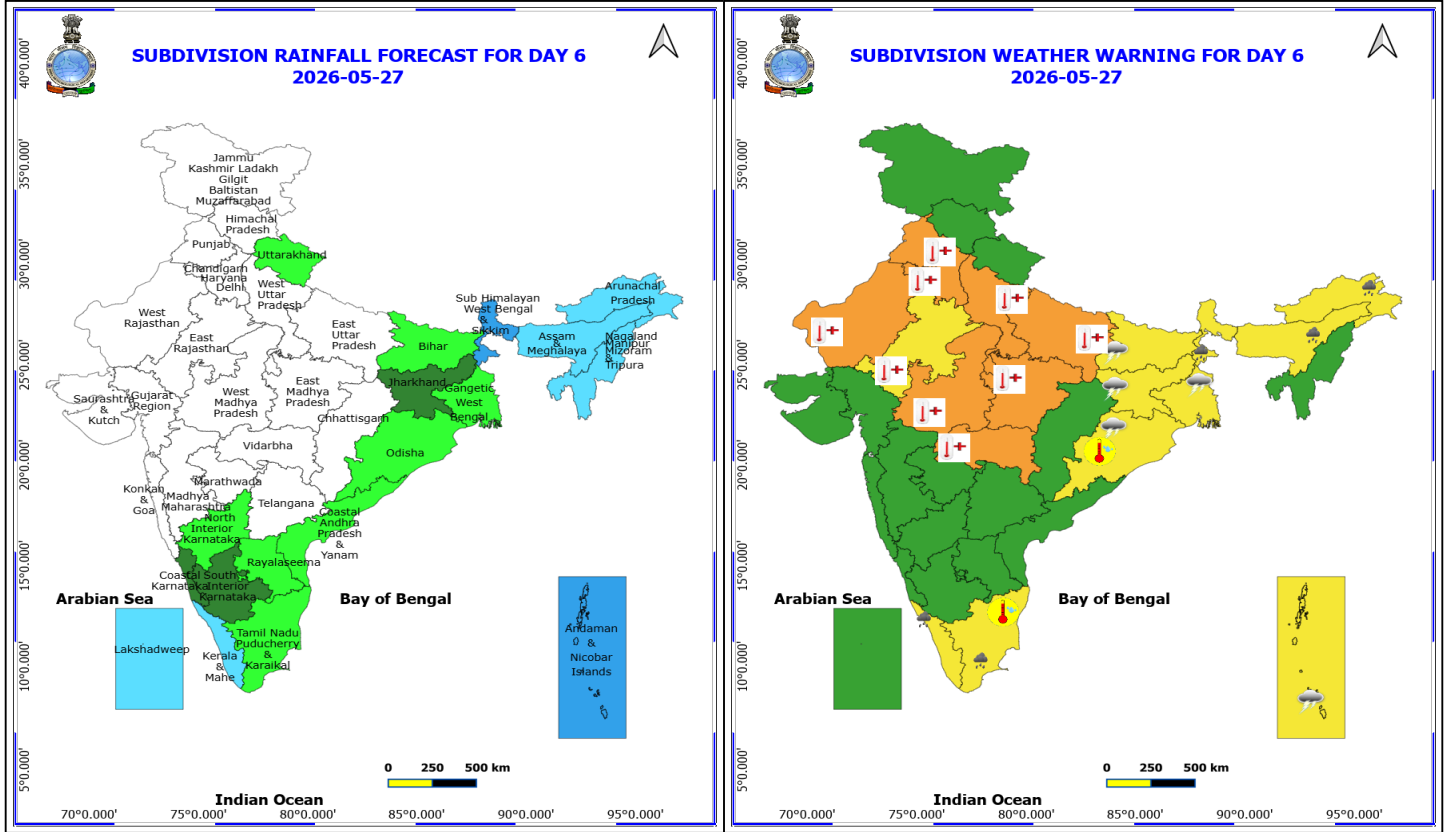 SUBDIVISION RAINFALL FORECAST FOR DAY 6
2026-05-27
40°0.000'
35°0.000'
30°0.000'
25°0.000'
20°0.000'
15°0.000'
10°0.000'
5°0.000'
Jammu
Kashmir Ladakh
Gilgit
Baltistan
Muzaffarabad
Himachal
Pradesh
Punjab
Uttarakhand
Chandigarh
Haryana
Delhi
West
Uttar
Pradesh
West
Rajasthan
East
Rajasthan
East
Uttar
Pradesh
Sub Himalayan
West Bengal
&
Sikkim
Arunachal
Pradesh
Assam
&
Meghalaya
Nagaland
Manipur
Mizoram
&
Tripura
Bihar
Jharkhand
Gangetic
West
Bengal
Saurashtra
&
Kutch
Gujarat
Region
West
Madhya
Pradesh
East
Madhya
Pradesh
Chhattisgarh
Vidarbha
Odisha
Konkan
&
Goa
Madhya
Maharashtra
Marathwada
Telangana
North
Interior
Karnataka
Coastal
Andhra
Pradesh
&
Yanam
Rayalaseema
Coastal
Karnataka
South
Interior
Karnataka
Arabian Sea
Bay of Bengal
Lakshadweep
Kerala
&
Mahe
Tamil Nadu
Puducherry
&
Karaikal
Andaman
&
Nicobar
Islands
0 250 500 km
Indian Ocean
70°0.000' 75°0.000' 80°0.000' 85°0.000' 90°0.000' 95°0.000'
SUBDIVISION WEATHER WARNING FOR DAY 6
2026-05-27
40°0.000'
35°0.000'
30°0.000'
25°0.000'
20°0.000'
15°0.000'
10°0.000'
5°0.000'
Arabian Sea
Bay of Bengal
0 250 500 km
Indian Ocean
70°0.000' 75°0.000' 80°0.000' 85°0.000' 90°0.000' 95°0.000'